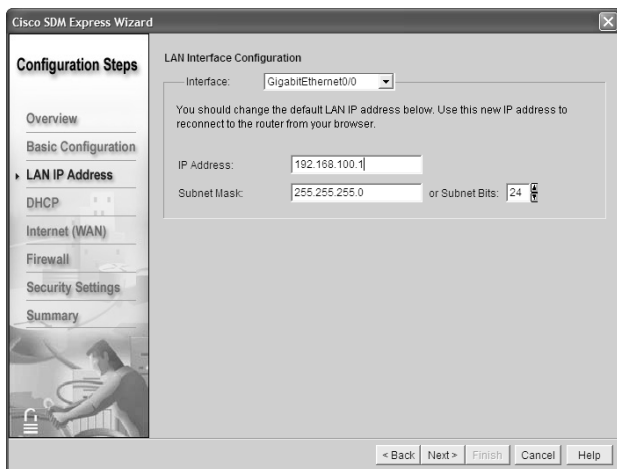 Cisco SDM Express Wizard
Configuration Steps
Overview
Basic Configuration
LAN IP Address
DHCP
Internet (WAN)
Firewall
Security Settings
Summary
LAN Interface Configuration
Interface: GigabitEthernet0/0
You should change the default LAN IP address below. Use this new IP address to
reconnect to the router from your browser.
IP Address: 192.168.100.1
Subnet Mask: 255.255.255.0 or Subnet Bits: 24
< Back Next > Finish Cancel Help